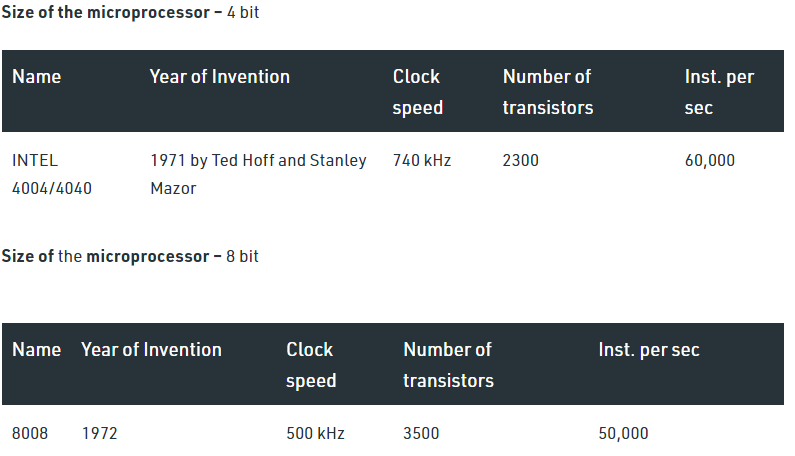 Size of the microprocessor – 4 bit
Name Year of Invention Clock speed Number of transistors Inst. per sec
INTEL 4004/4040 1971 by Ted Hoff and Stanley Mazor 740 kHz 2300 60,000
Size of the microprocessor – 8 bit
Name Year of Invention Clock speed Number of transistors Inst. per sec
8008 1972 500 kHz 3500 50,000